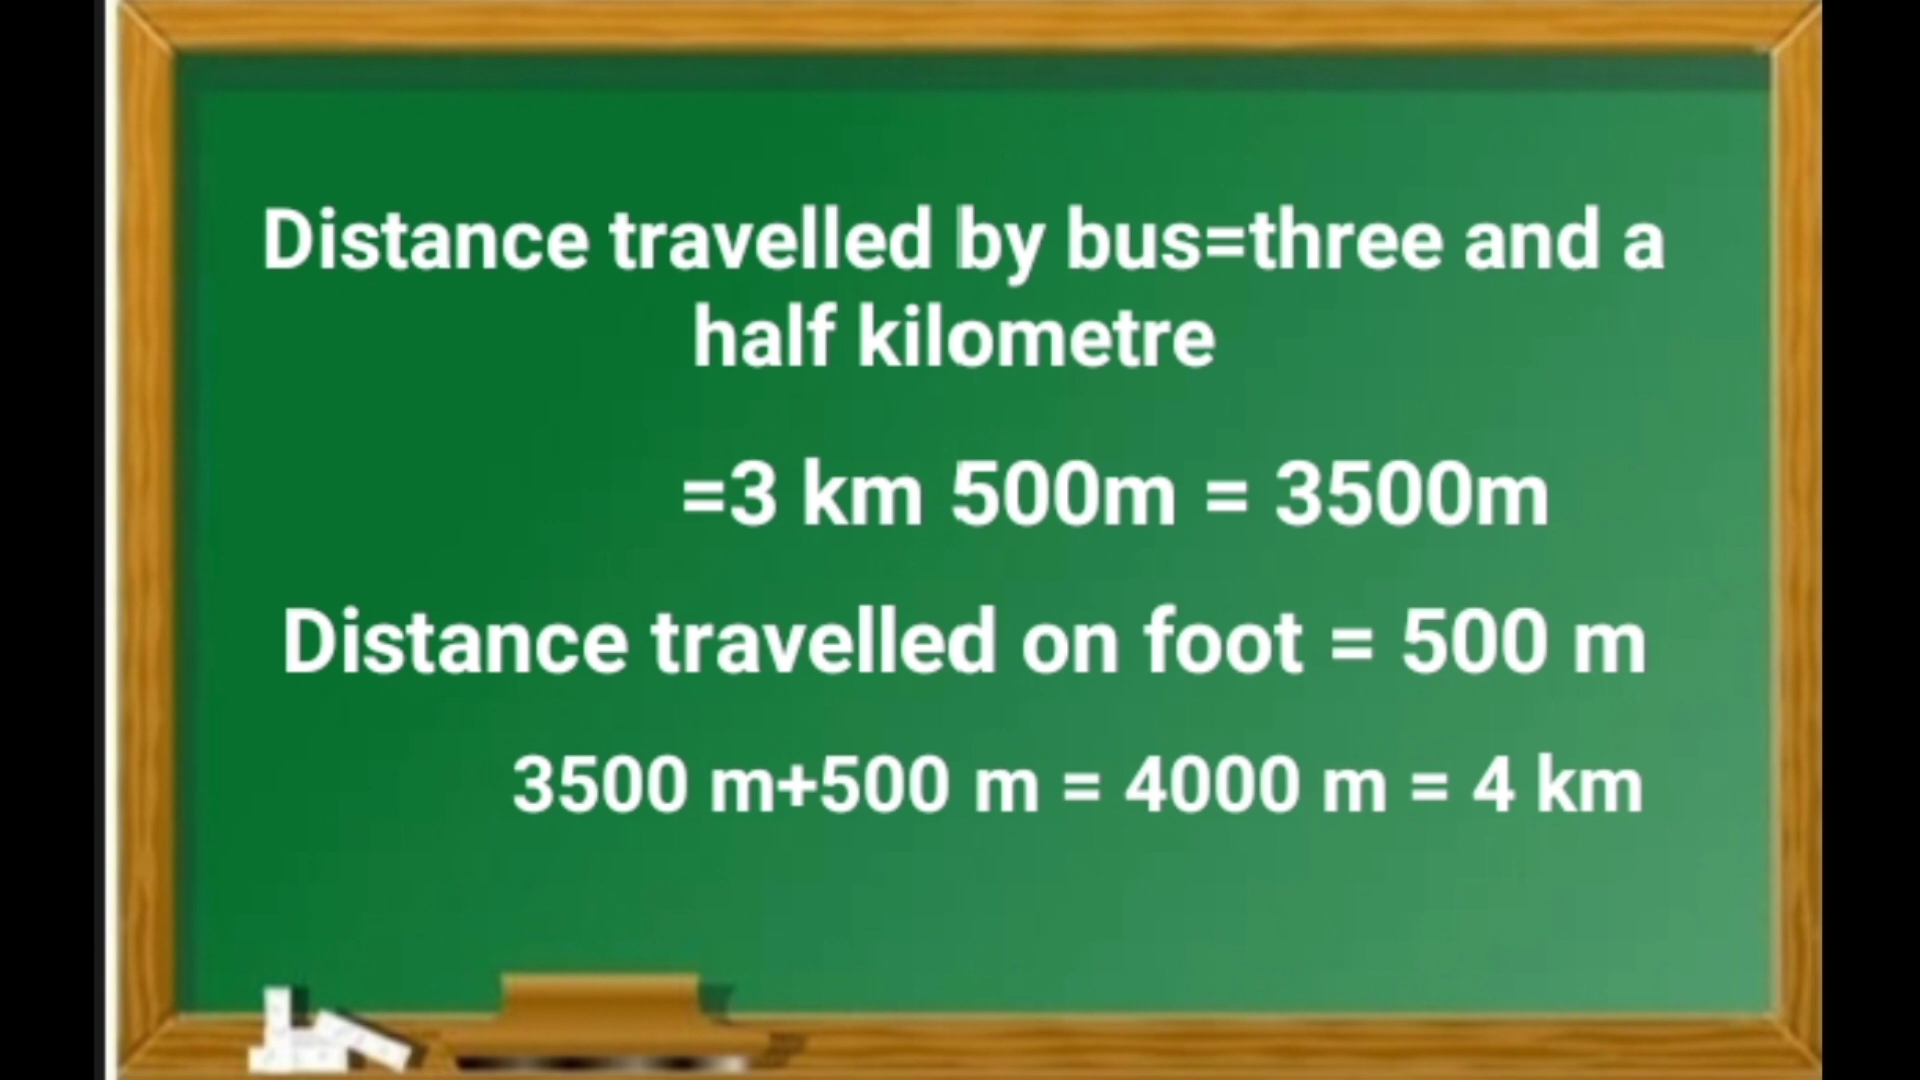 Distance travelled by bus=three and a
half kilometre
=3 km 500m = 3500m
Distance travelled on foot = 500 m
3500 m+500 m = 4000 m = 4 km